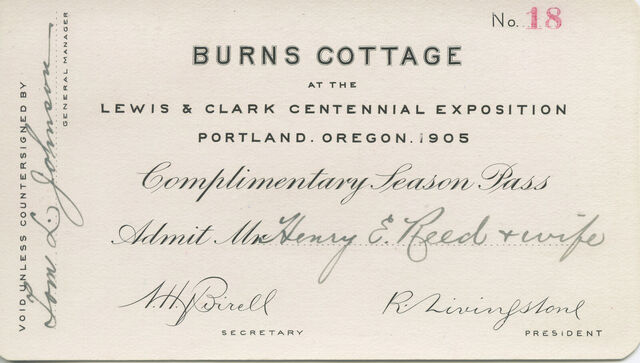 No. 18
BURNS COTTAGE
AT THE
LEWIS & CLARK CENTENNIAL EXPOSITION
PORTLAND. OREGON. 1905
Complimentary Season Pass
Admit Mr. Henry E. Reed & wife
N. H. Birell
SECRETARY
R. Livingstone
PRESIDENT
VOID UNLESS COUNTERSIGNED BY
Tom L. Johnson
GENERAL MANAGER